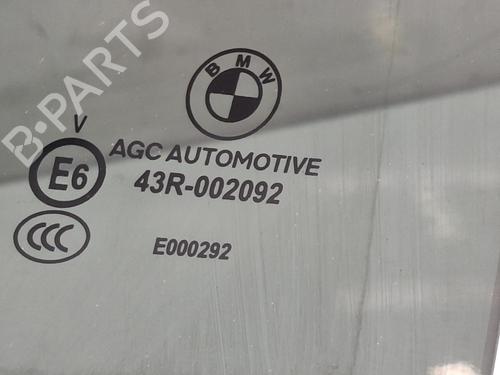 B-PARTS
BMW
V
E6
AGC AUTOMOTIVE
43R-002092
CCC
E000292